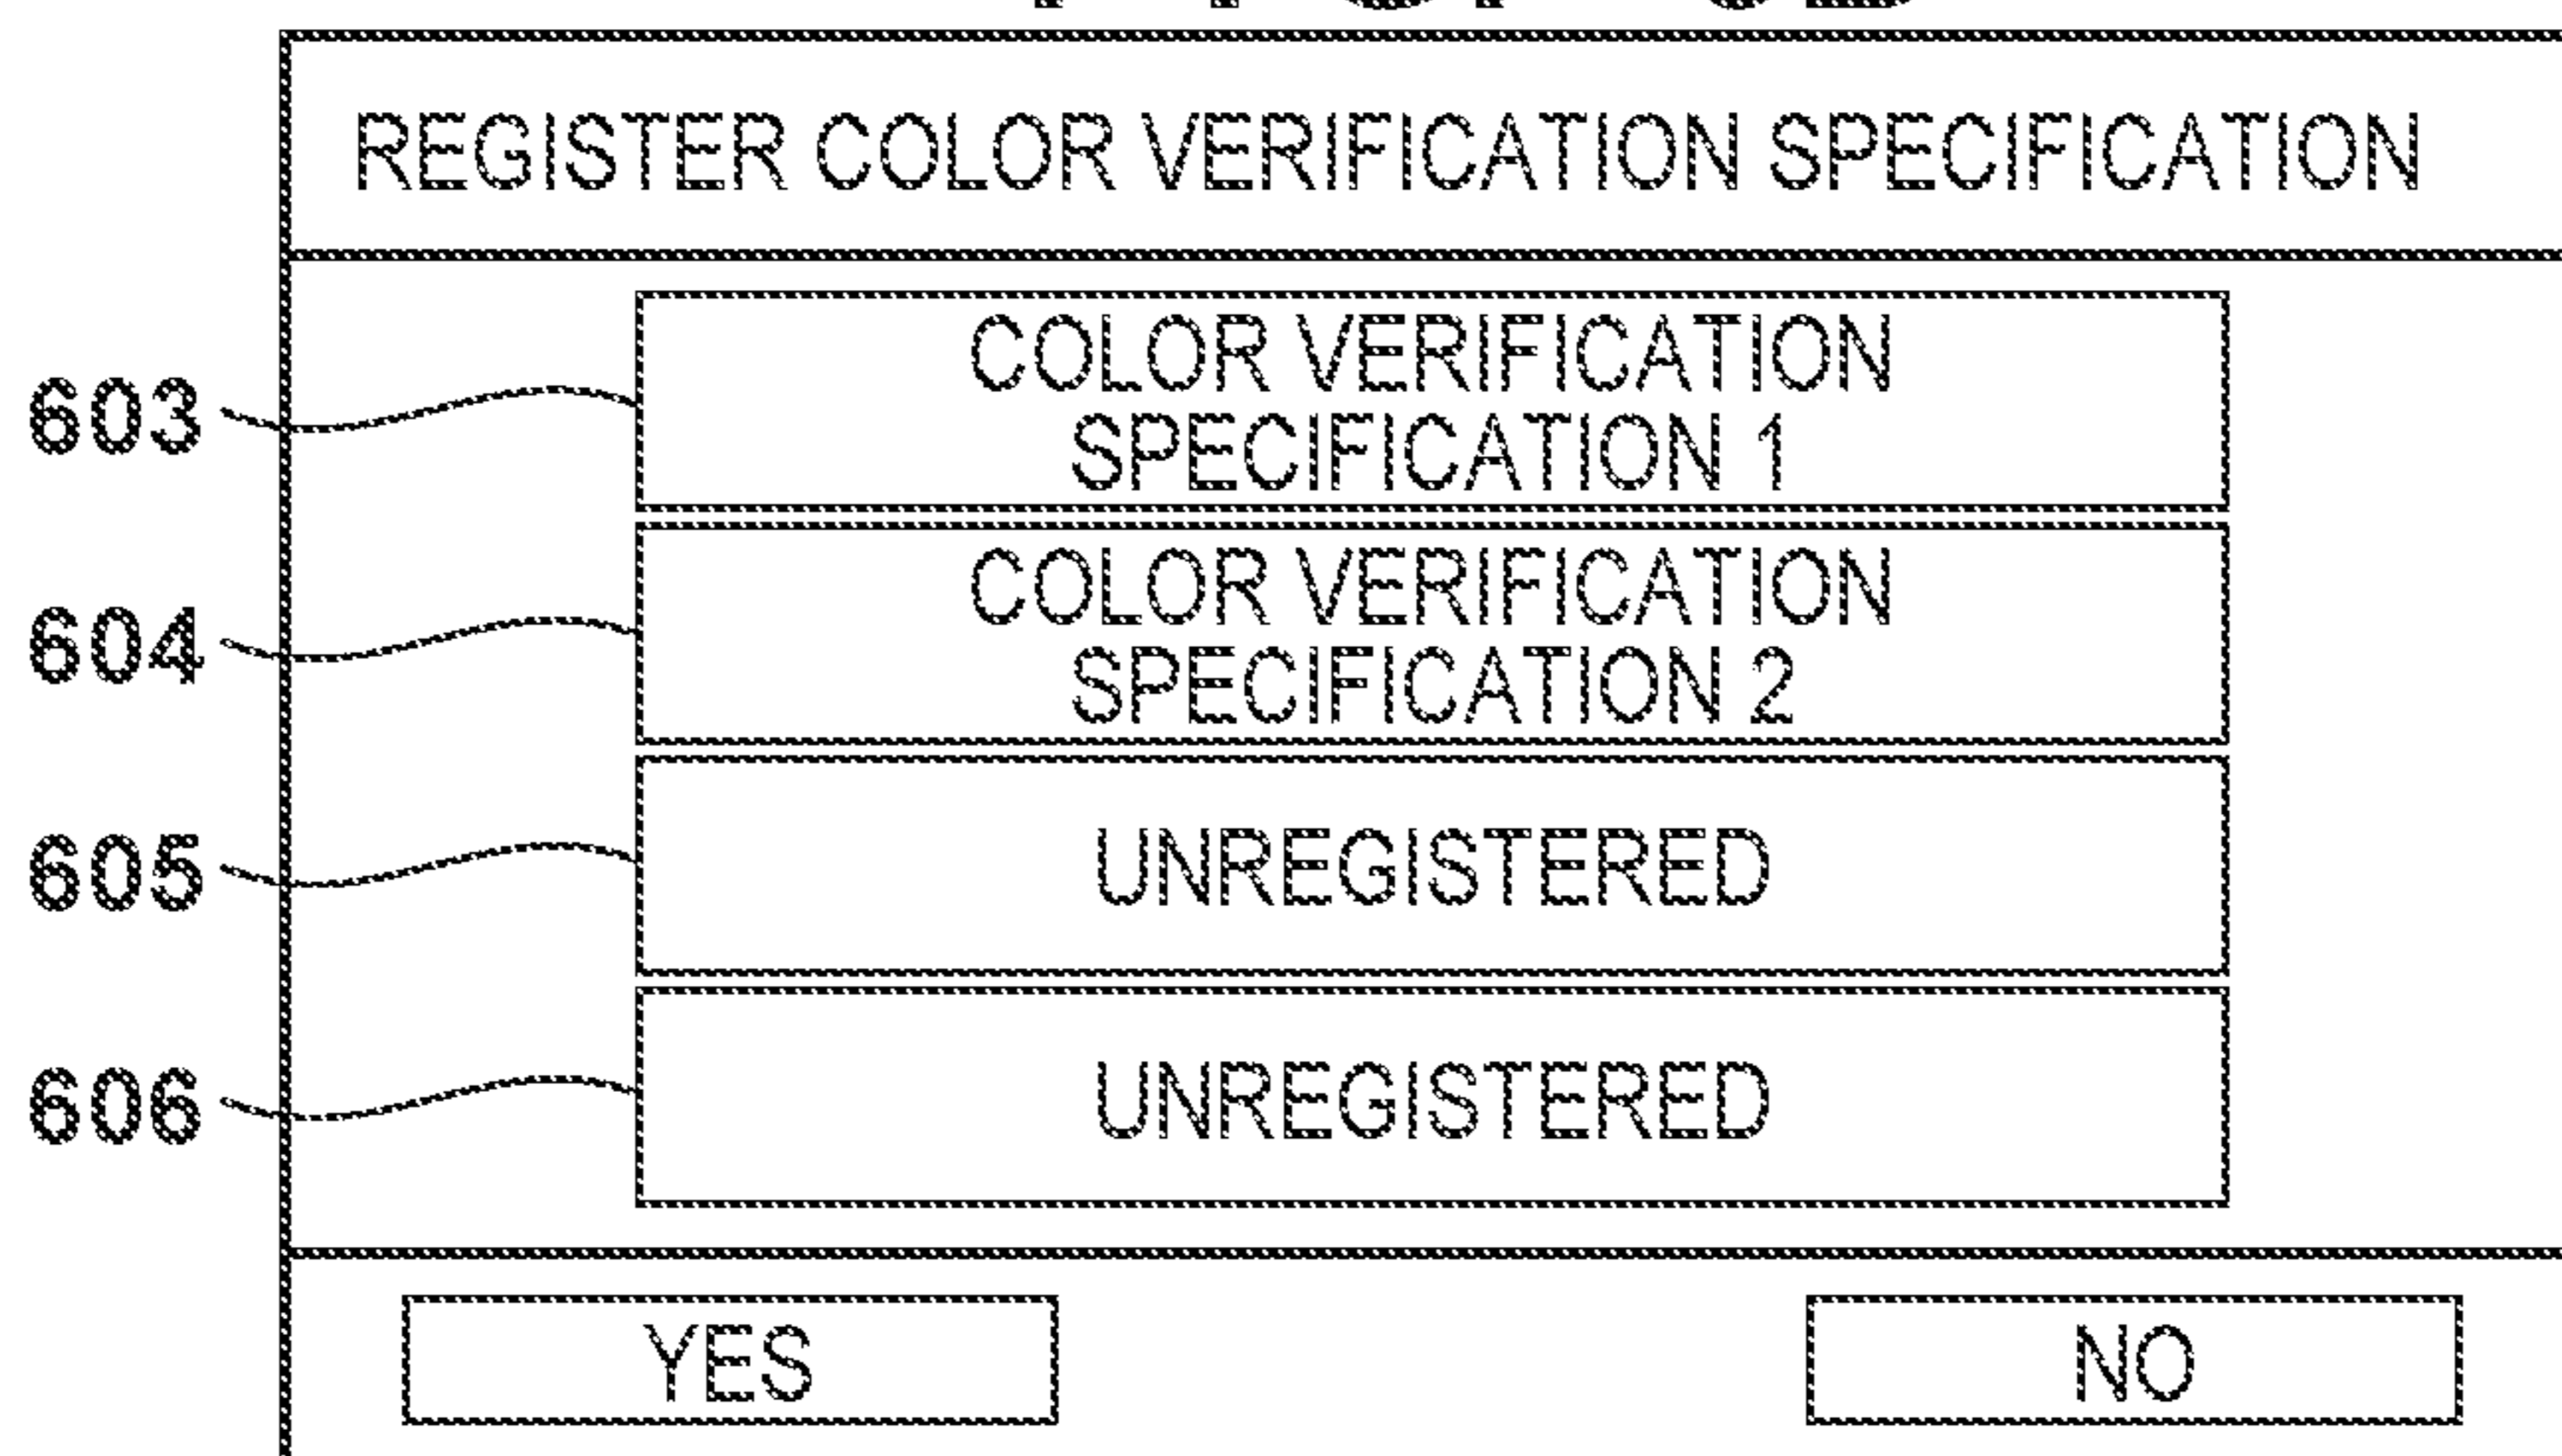 REGISTER COLOR VERIFICATION SPECIFICATION
603
COLOR VERIFICATION
SPECIFICATION 1
604
COLOR VERIFICATION
SPECIFICATION 2
605
UNREGISTERED
606
UNREGISTERED
YES
NO